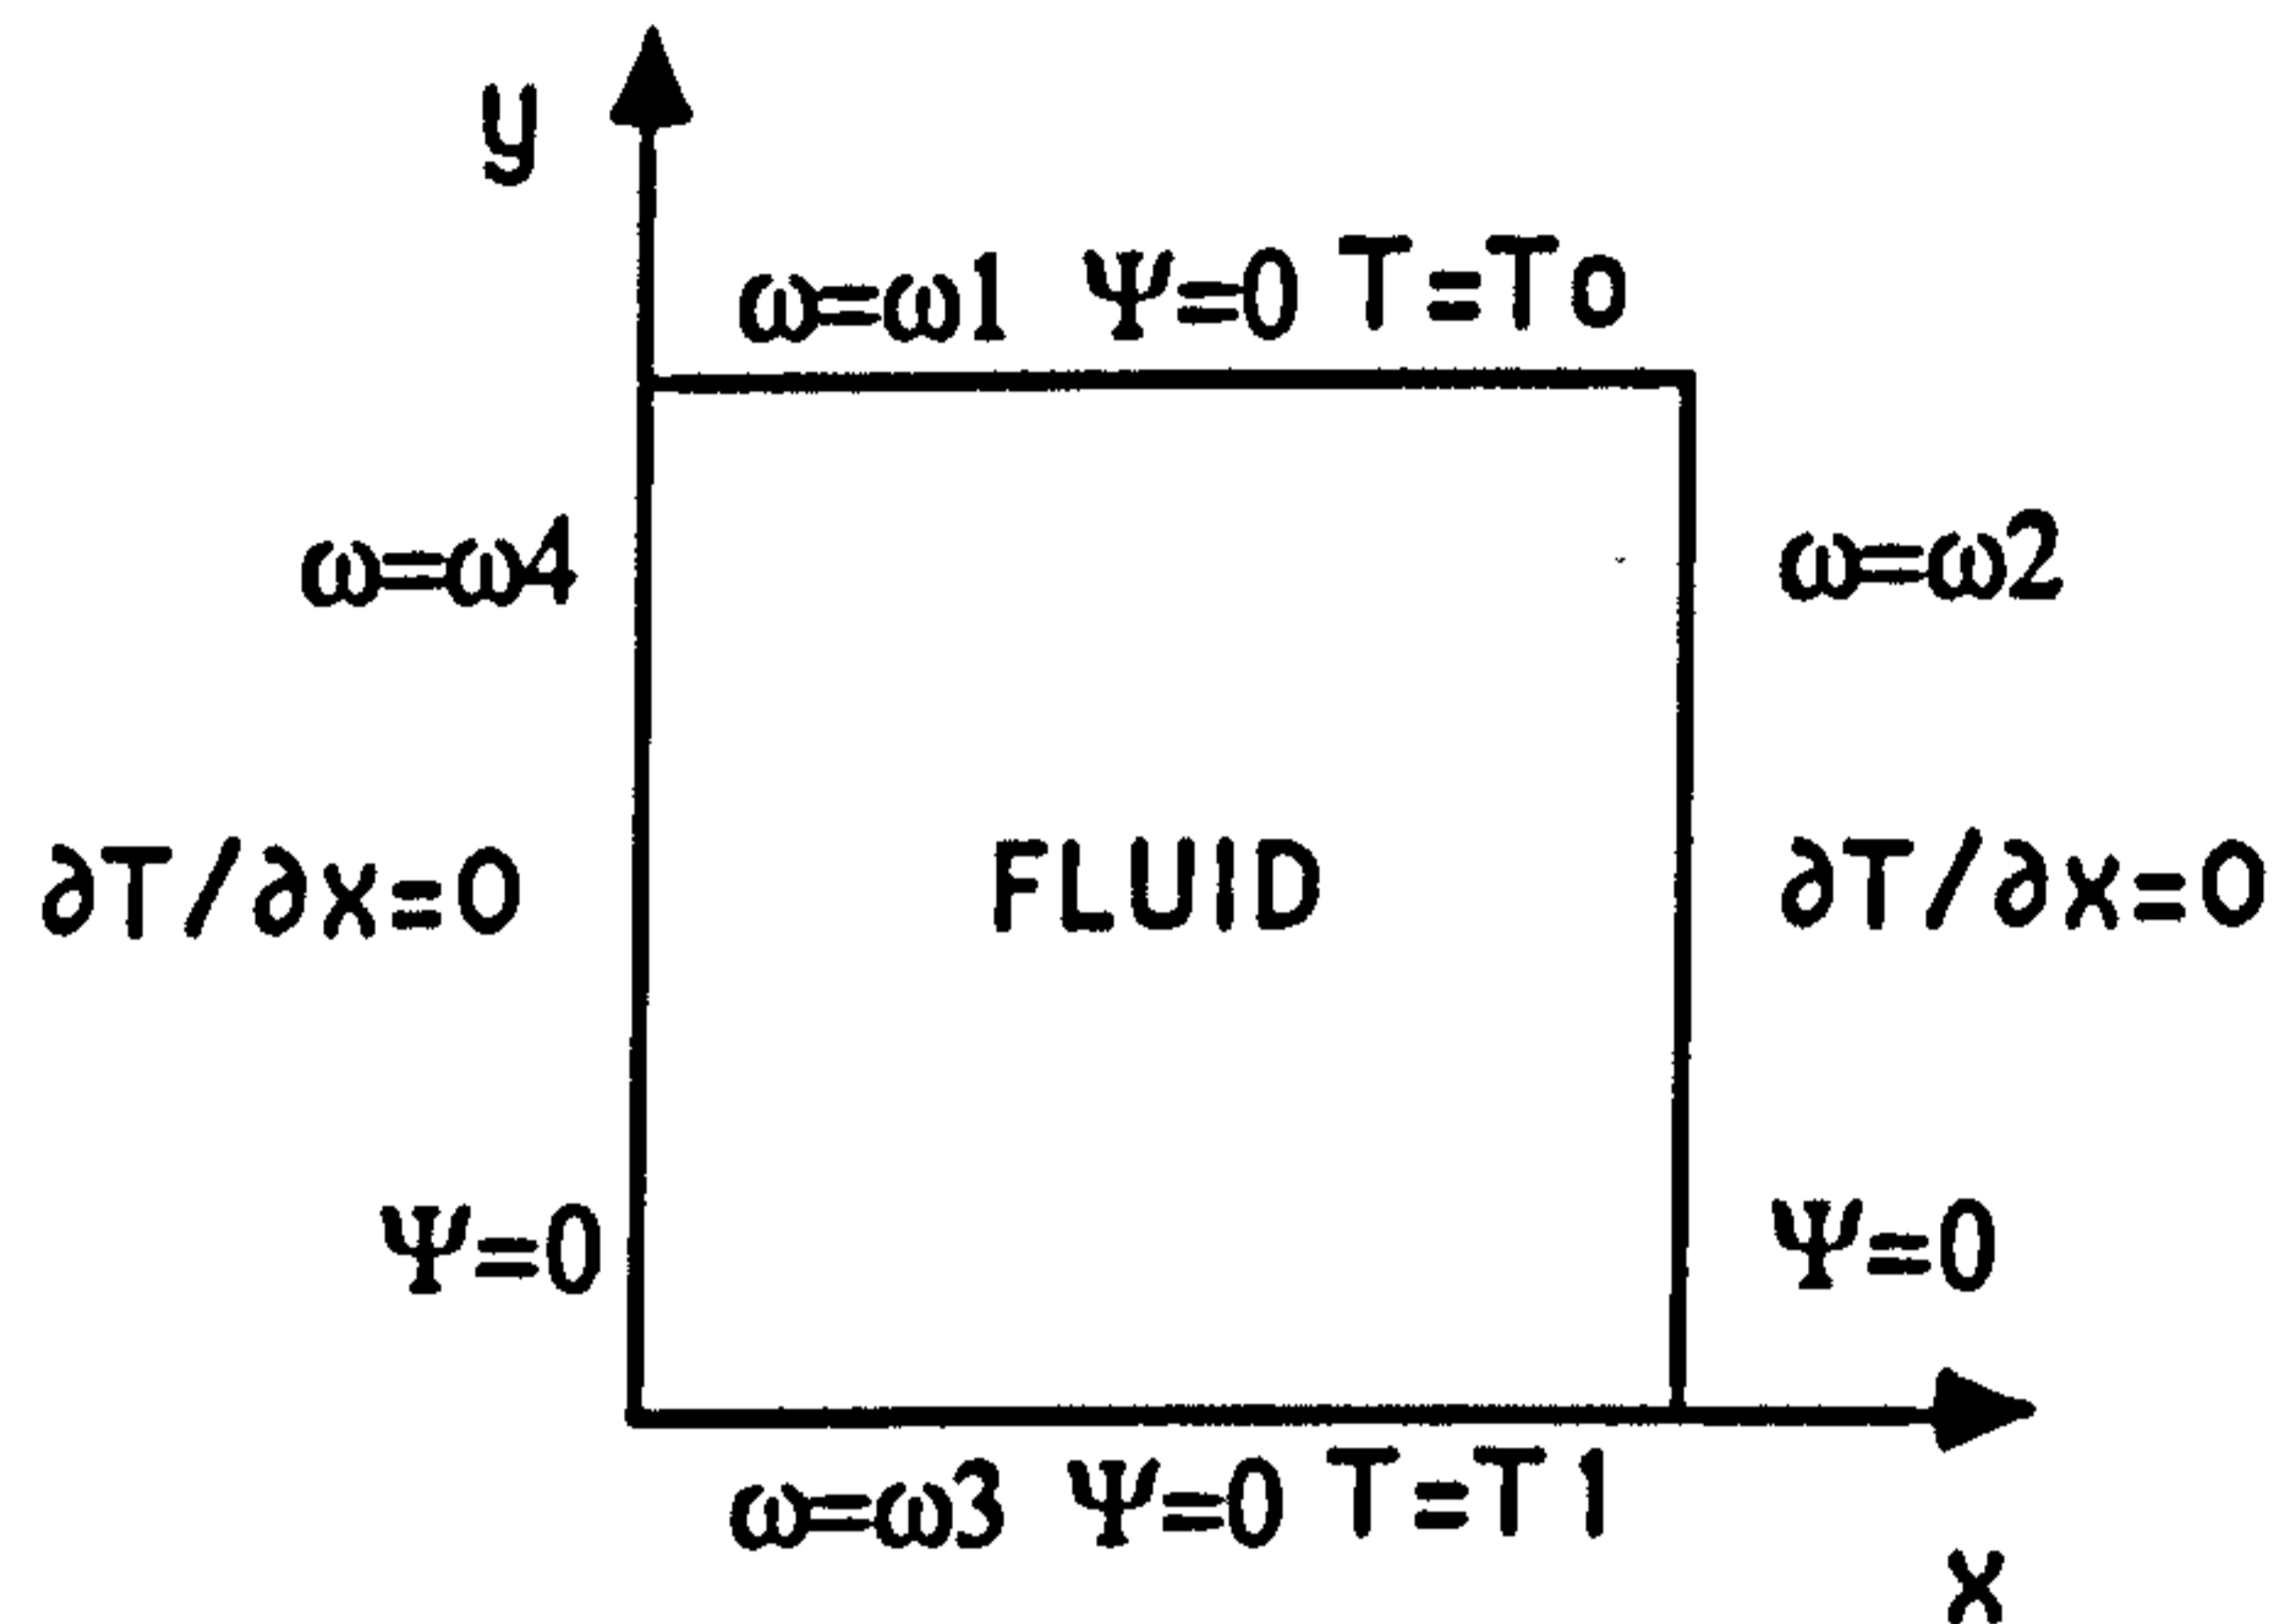 y
ω=ω1 Ψ=0 T=To
ω=ω4
ω=ω2
∂T/∂x=0
FLUID
∂T/∂x=0
Ψ=0
Ψ=0
ω=ω3 Ψ=0 T=T1
x